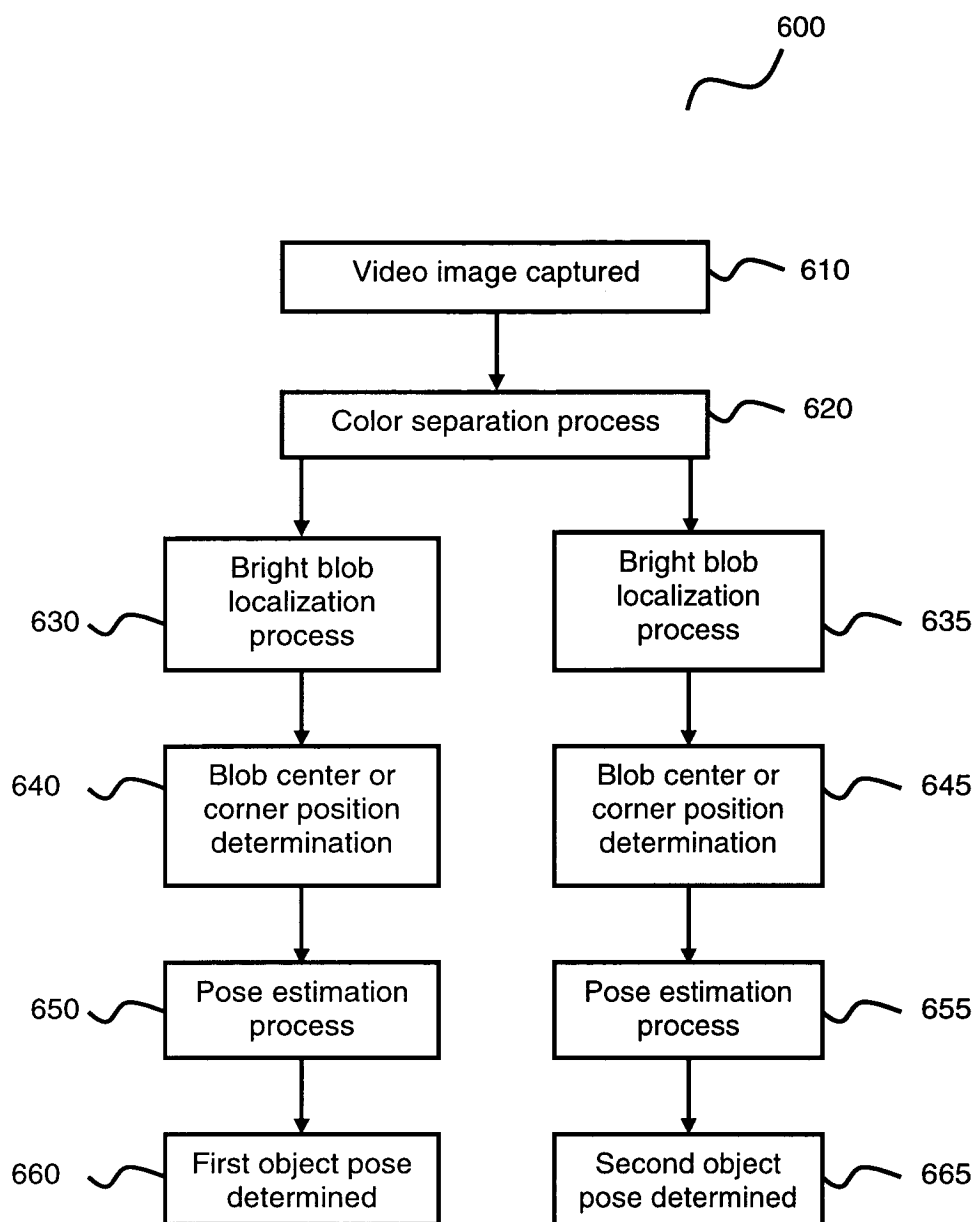 600
Video image captured
610
Color separation process
620
Bright blob
localization
process
630
Bright blob
localization
process
635
Blob center or
corner position
determination
640
Blob center or
corner position
determination
645
Pose estimation
process
650
Pose estimation
process
655
First object pose
determined
660
Second object
pose determined
665